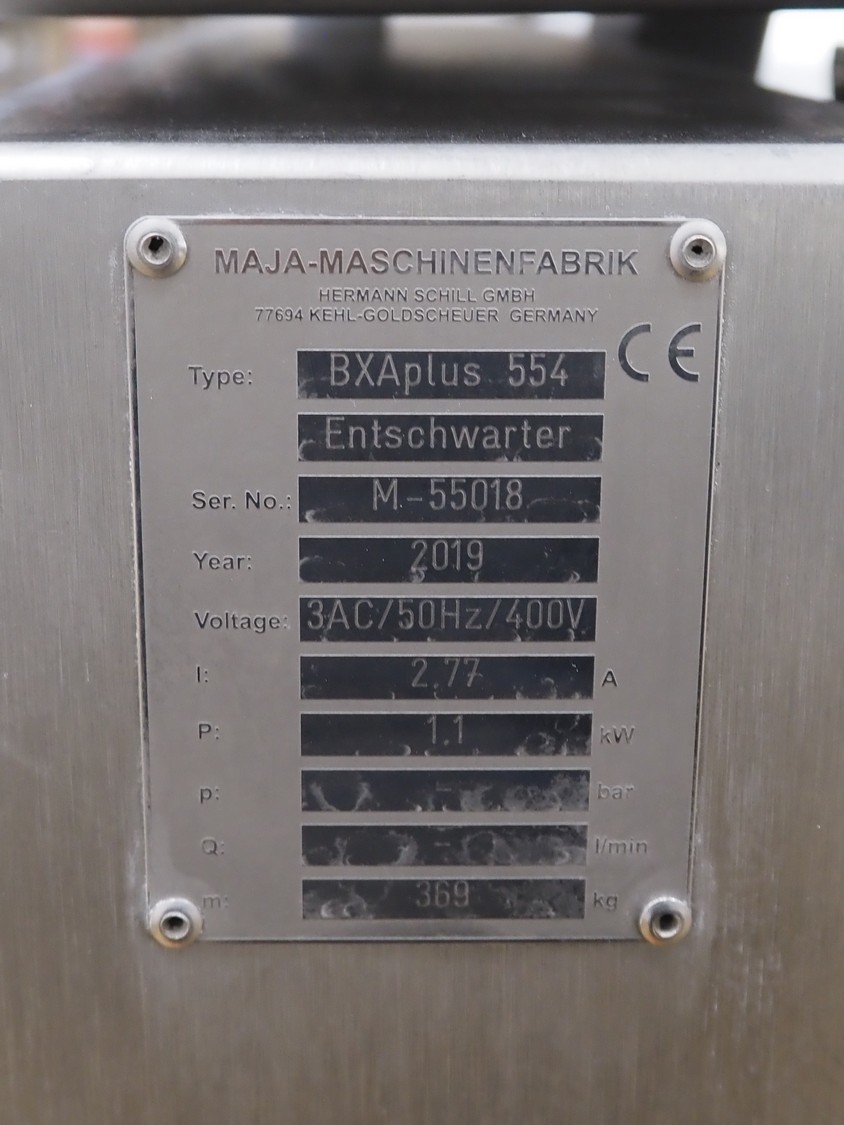 MAJA-MASCHINENFABRIK
HERMANN SCHILL GMBH
77694 KEHL-GOLDSCHEUER GERMANY
CE
Type: BXAplus 554
Entschwarter
Ser. No.: M-55018
Year: 2019
Voltage: 3AC/50Hz/400V
I: 2.77 A
P: 1.1 kW
p: - bar
Q: - l/min
m: 369 kg